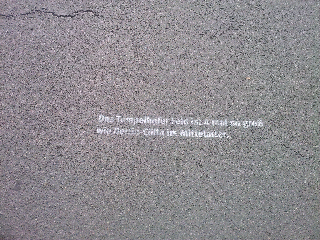 Das Tempelhofer Feld ist 4 mal so groß
wie Berlin-Cölln im Mittelalter.